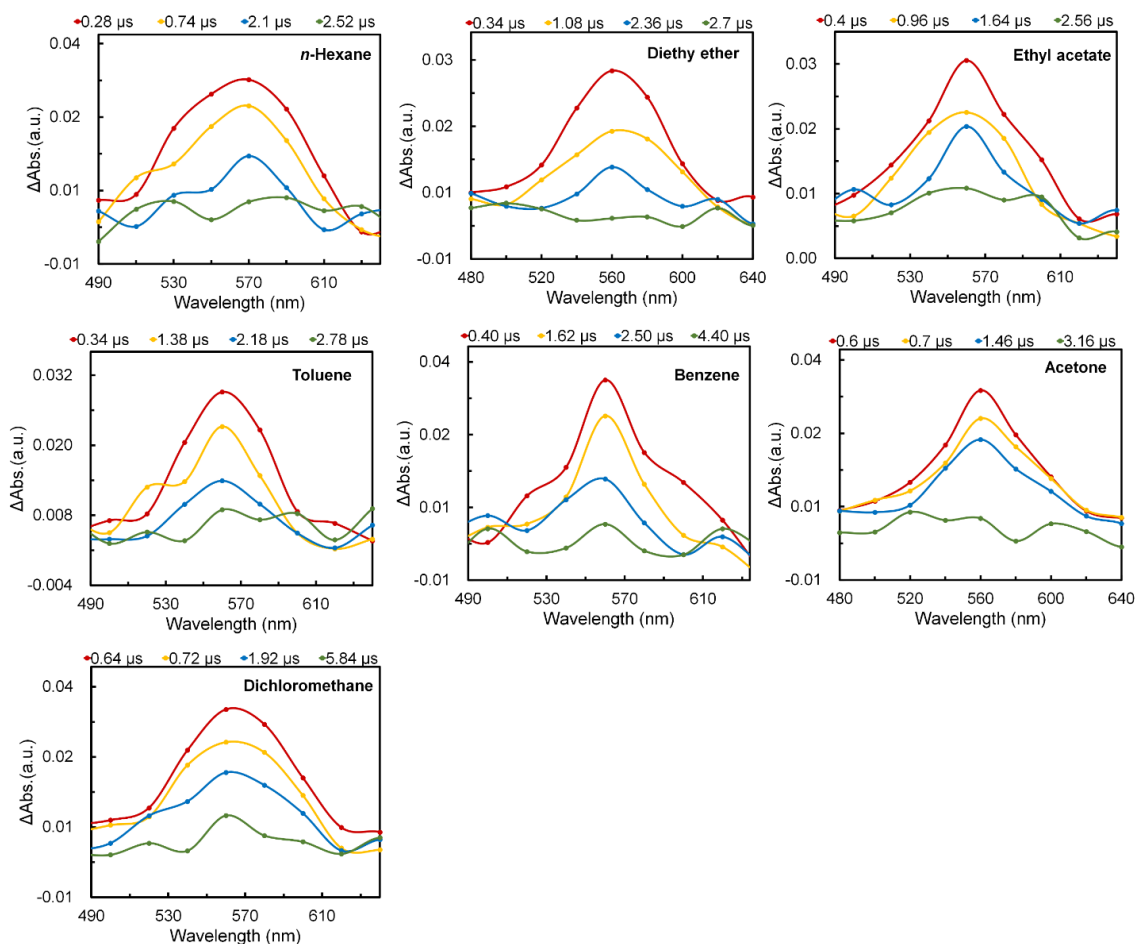 0.28 µs 0.74 µs 2.1 µs 2.52 µs
n-Hexane
0.04
0.02
0.01
-0.01
ΔAbs.(a.u.)
490 530 570 610
Wavelength (nm)
0.34 µs 1.08 µs 2.36 µs 2.7 µs
Diethy ether
0.03
0.02
0.01
-0.01
ΔAbs.(a.u.)
480 520 560 600 640
Wavelength (nm)
0.4 µs 0.96 µs 1.64 µs 2.56 µs
Ethyl acetate
0.03
0.02
0.01
0.00
ΔAbs.(a.u.)
490 530 570 610
Wavelength (nm)
0.34 µs 1.38 µs 2.18 µs 2.78 µs
Toluene
0.032
0.020
0.008
-0.004
ΔAbs.(a.u.)
490 530 570 610
Wavelength (nm)
0.40 µs 1.62 µs 2.50 µs 4.40 µs
Benzene
0.04
0.02
0.01
-0.01
ΔAbs.(a.u.)
490 530 570 610
Wavelength (nm)
0.6 µs 0.7 µs 1.46 µs 3.16 µs
Acetone
0.04
0.02
0.01
-0.01
ΔAbs.(a.u.)
480 520 560 600 640
Wavelength (nm)
0.64 µs 0.72 µs 1.92 µs 5.84 µs
Dichloromethane
0.04
0.02
0.01
-0.01
ΔAbs.(a.u.)
490 530 570 610
Wavelength (nm)